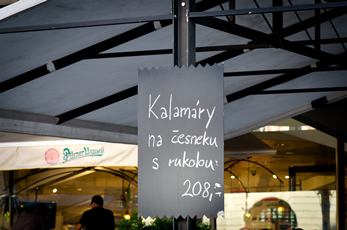 Kalamáry
na česneku
s rukolou
208,-
Pilsner Urquell